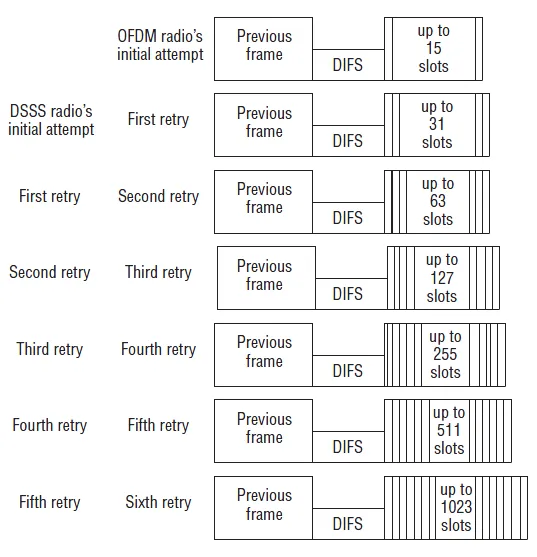 OFDM radio's
initial attempt
Previous
frame
DIFS
up to
15
slots
DSSS radio's
initial attempt
First retry
Previous
frame
DIFS
up to
31
slots
First retry
Second retry
Previous
frame
DIFS
up to
63
slots
Second retry
Third retry
Previous
frame
DIFS
up to
127
slots
Third retry
Fourth retry
Previous
frame
DIFS
up to
255
slots
Fourth retry
Fifth retry
Previous
frame
DIFS
up to
511
slots
Fifth retry
Sixth retry
Previous
frame
DIFS
up to
1023
slots